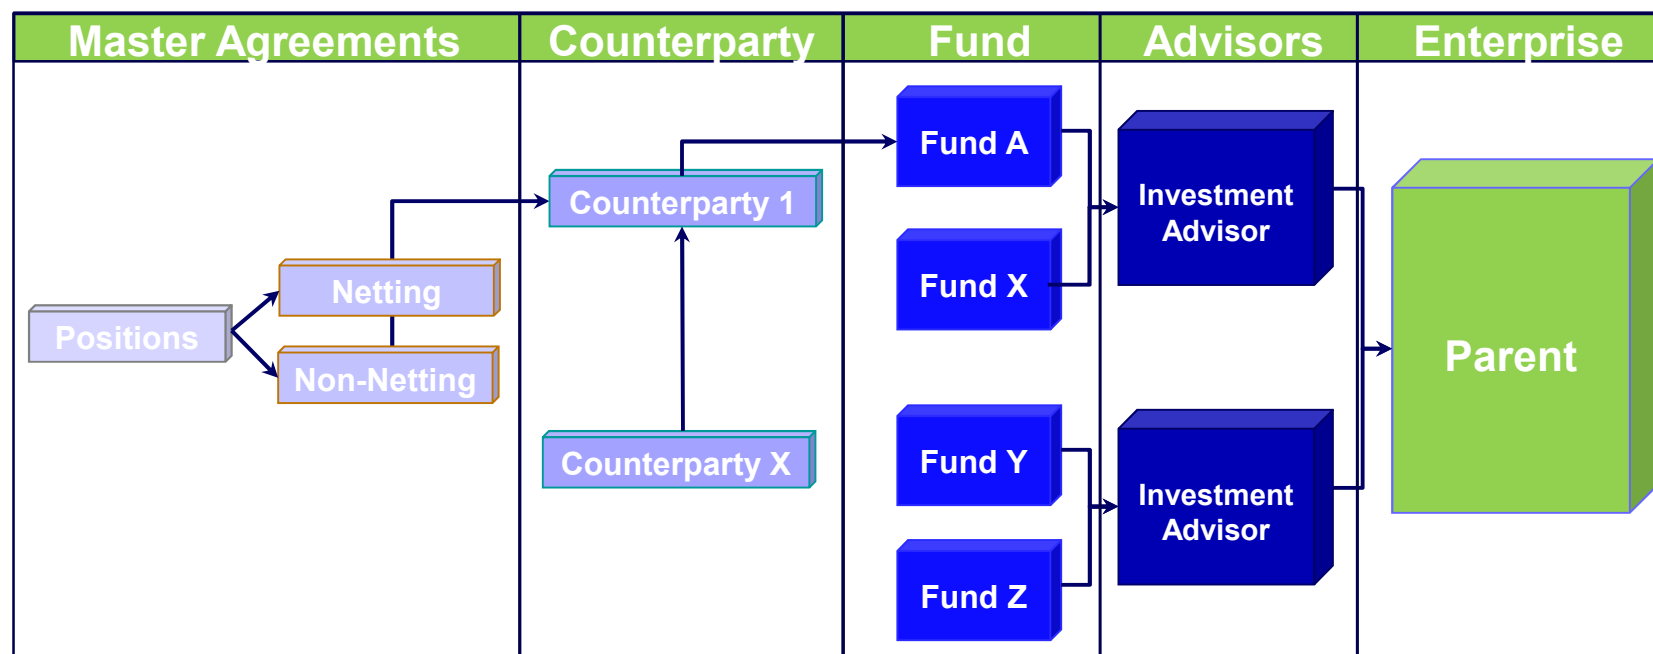 Master Agreements
Counterparty
Fund
Advisors
Enterprise
Positions
Netting
Non-Netting
Counterparty 1
Counterparty X
Fund A
Fund X
Fund Y
Fund Z
Investment
Advisor
Investment
Advisor
Parent